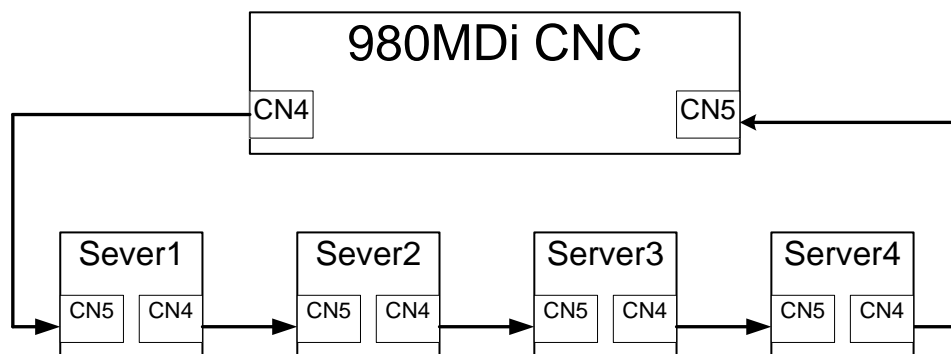 980MDi CNC
CN4 CN5
Sever1 Sever2 Server3 Server4
CN5 CN4 CN5 CN4 CN5 CN4 CN5 CN4